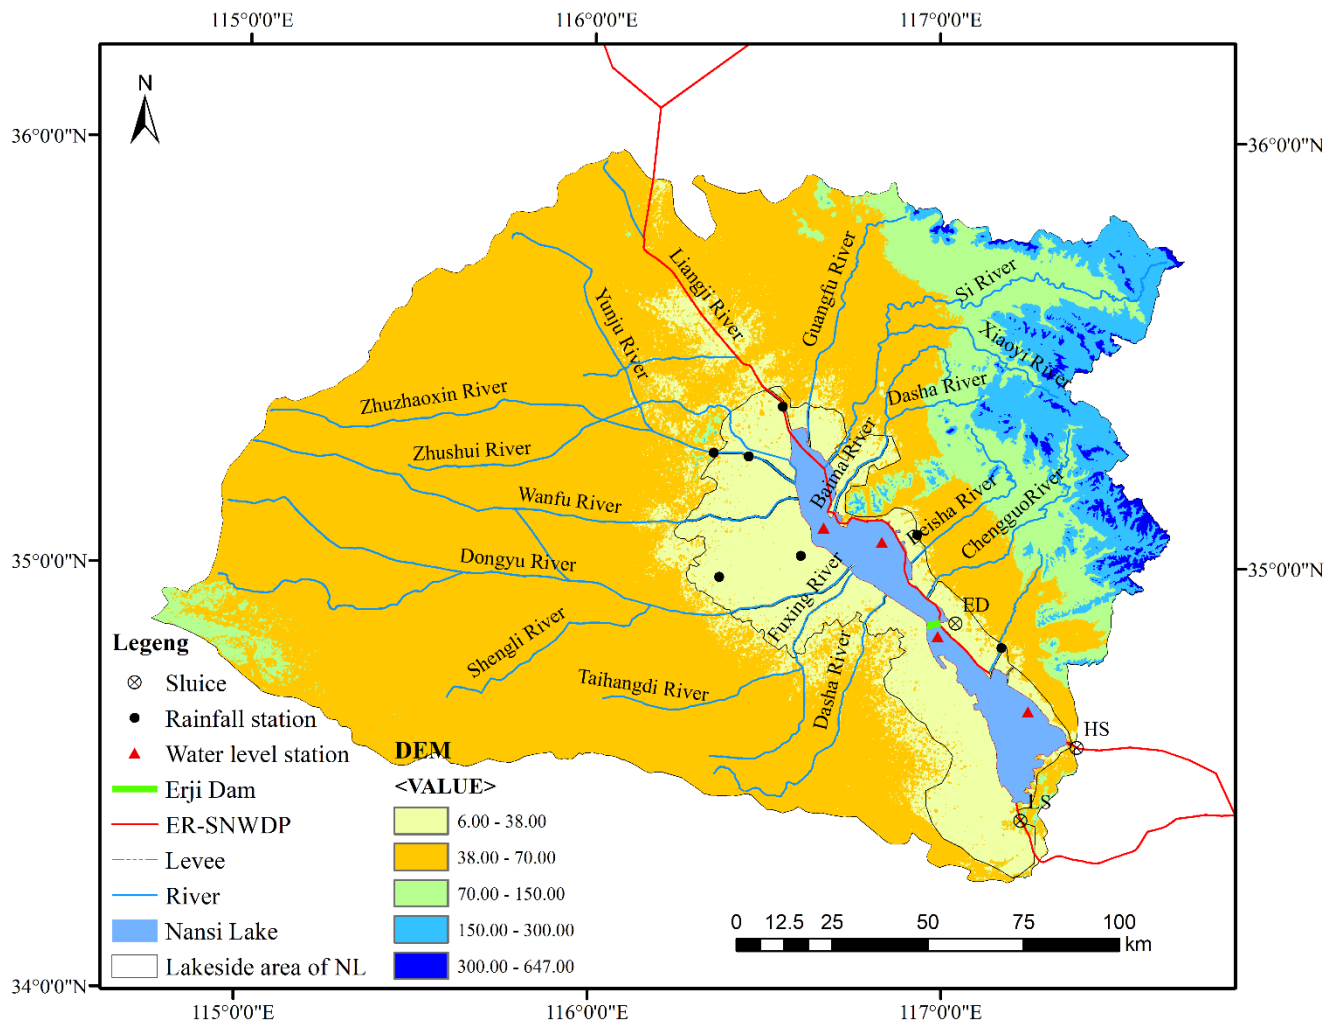 115°0'0"E
116°0'0"E
117°0'0"E
N
36°0'0"N
36°0'0"N
Liangji River
Guangfu River
Si River
Yunju River
Xiaoyi River
Zhuzhaoxin River
Dasha River
Zhushui River
Baima River
Wanfu River
Beisha River
ChengguoRiver
35°0'0"N
35°0'0"N
Dongyu River
Fuxing River
ED
Shengli River
Taihangdi River
Dasha River
HS
LS
Legeng
Sluice
Rainfall station
Water level station
Erji Dam
ER-SNWDP
Levee
River
Nansi Lake
Lakeside area of NL
DEM
<VALUE>
6.00 - 38.00
38.00 - 70.00
70.00 - 150.00
150.00 - 300.00
300.00 - 647.00
0 12.5 25 50 75 100
km
34°0'0"N
34°0'0"N
115°0'0"E
116°0'0"E
117°0'0"E